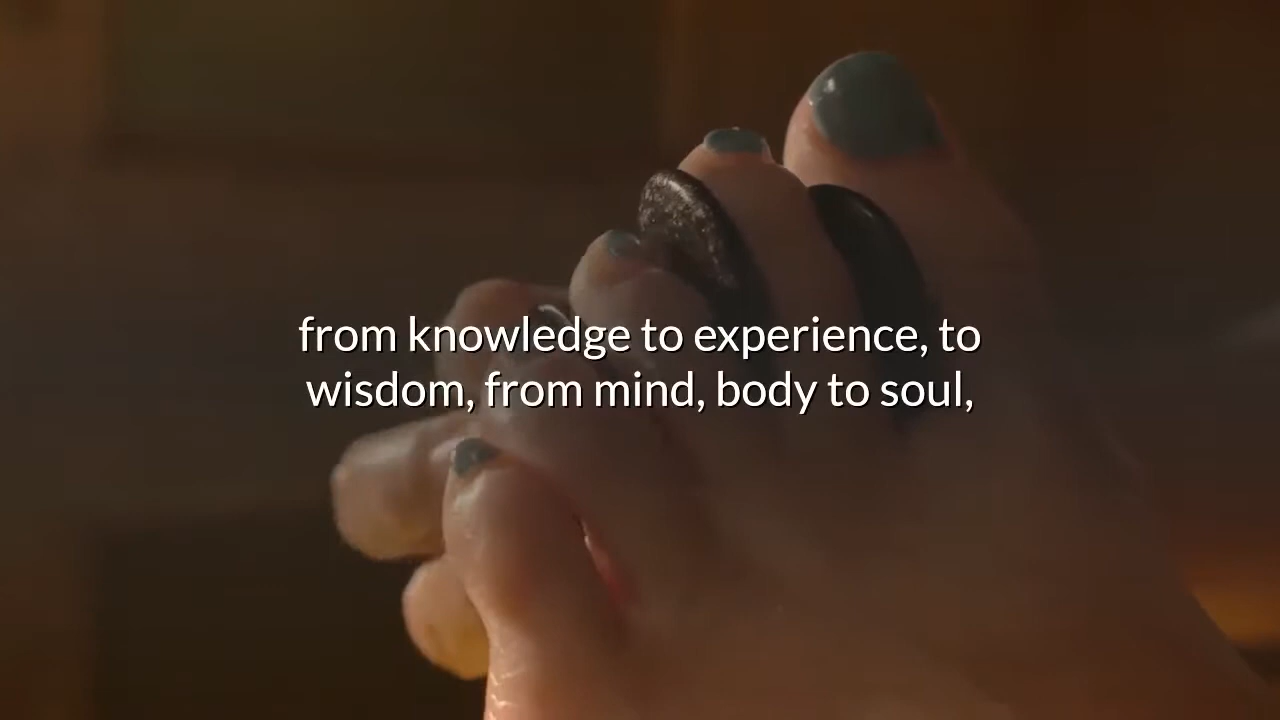 from knowledge to experience, to
wisdom, from mind, body to soul,